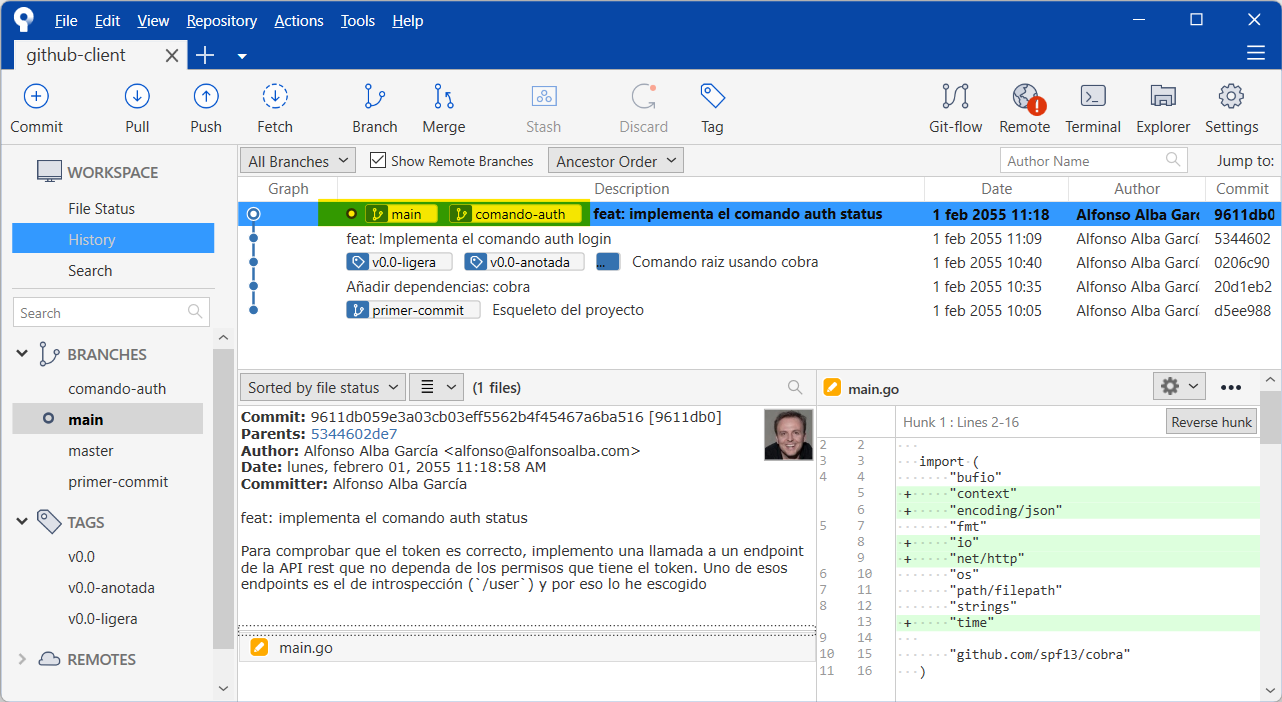 File Edit View Repository Actions Tools Help
github-client
Commit Pull Push Fetch Branch Merge Stash Discard Tag Git-flow Remote Terminal Explorer Settings
WORKSPACE
File Status
History
Search
Search
BRANCHES
comando-auth
main
master
primer-commit
TAGS
v0.0
v0.0-anotada
v0.0-ligera
REMOTES
All Branches Show Remote Branches Ancestor Order Author Name Jump to:
Graph Description Date Author Commit
main comando-auth feat: implementa el comando auth status 1 feb 2055 11:18 Alfonso Alba Garc 9611db0
feat: Implementa el comando auth login 1 feb 2055 11:09 Alfonso Alba Garcí 5344602
v0.0-ligera v0.0-anotada ... Comando raiz usando cobra 1 feb 2055 10:40 Alfonso Alba Garcí 0206c90
Añadir dependencias: cobra 1 feb 2055 10:35 Alfonso Alba Garcí 20d1eb2
primer-commit Esqueleto del proyecto 1 feb 2055 10:05 Alfonso Alba Garcí d5ee988
Sorted by file status (1 files)
Commit: 9611db059e3a03cb03eff5562b4f45467a6ba516 [9611db0]
Parents: 5344602de7
Author: Alfonso Alba García <alfonso@alfonsoalba.com>
Date: lunes, febrero 01, 2055 11:18:58 AM
Committer: Alfonso Alba García
feat: implementa el comando auth status
Para comprobar que el token es correcto, implemento una llamada a un endpoint
de la API rest que no dependa de los permisos que tiene el token. Uno de esos
endpoints es el de introspección (`/user`) y por eso lo he escogido
main.go
main.go
Hunk 1 : Lines 2-16 Reverse hunk
2 2
3 3 import (
4 4 "bufio"
5 + "context"
6 + "encoding/json"
5 7 "fmt"
8 + "io"
9 + "net/http"
6 10 "os"
7 11 "path/filepath"
8 12 "strings"
13 + "time"
9 14
10 15 "github.com/spf13/cobra"
11 16 )